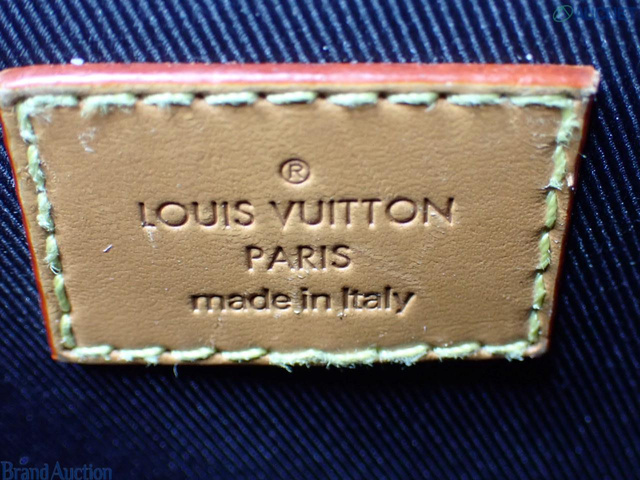 ®
LOUIS VUITTON
PARIS
made in Italy
Brand Auction